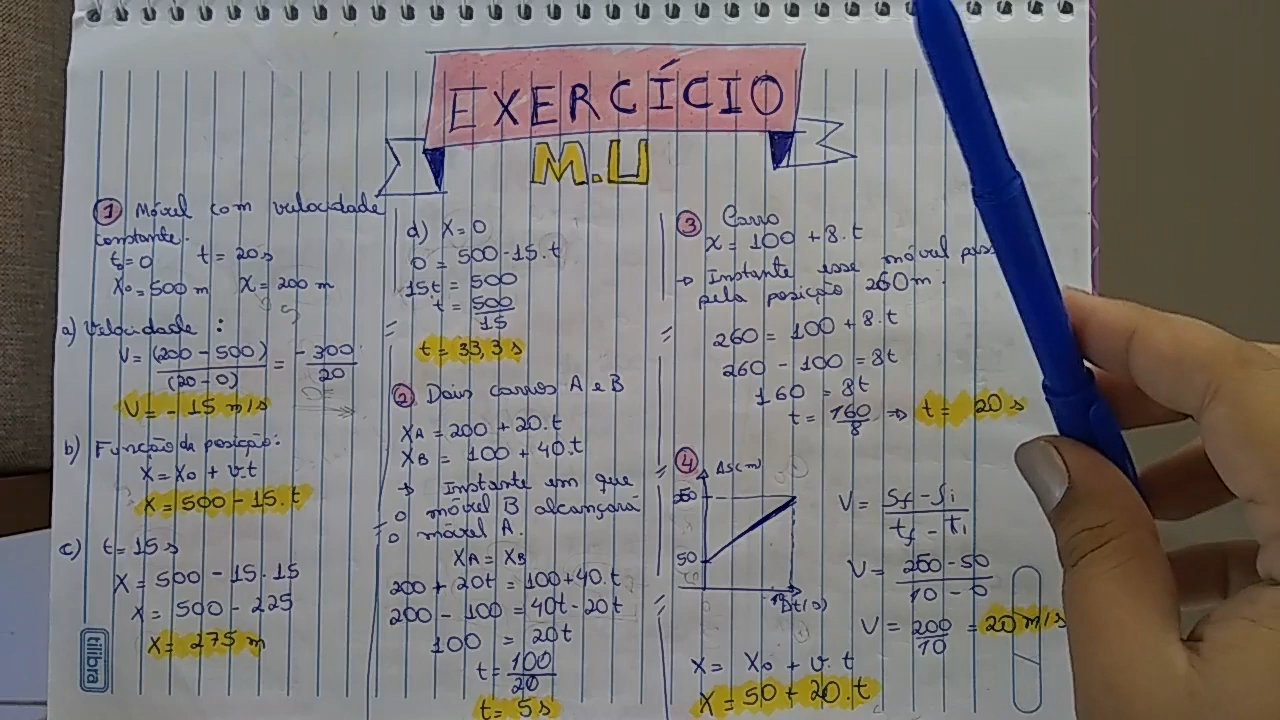 EXERCÍCIO
M.U
1 Móvel com velocidade
constante.
t₀=0 t=20s
X₀=500 m X=200 m
a) Velocidade :
V = (200 - 500) / (20 - 0) = -300 / 20
V = - 15 m/s
b) Função da posição:
X = X₀ + v.t
X = 500 - 15.t
c) t = 15 s
X = 500 - 15.15
X = 500 - 225
X = 275 m
tilibra
d) X=0
0 = 500 - 15.t
15t = 500
t = 500 / 15
t = 33,3 s
2 Dois carros A e B
XA = 200 + 20.t
XB = 100 + 40.t
→ Instante em que
o móvel B alcançará
o móvel A.
XA = XB
200 + 20t = 100 + 40.t
200 - 100 = 40t - 20t
100 = 20t
t = 100 / 20
t = 5s
3 Carro
X = 100 + 8.t
→ Instante esse móvel
pela posição 260m.
260 = 100 + 8.t
260 - 100 = 8t
160 = 8t
t = 160 / 8 ⇒ t = 20 s
4 ΔS(m)
50
10
Δt(s)
V = Sf - Si / tf - ti
V = 250 - 50 / 10 - 0
V = 200 / 10 = 20 m/s
X = X₀ + v.t
X = 50 + 20.t